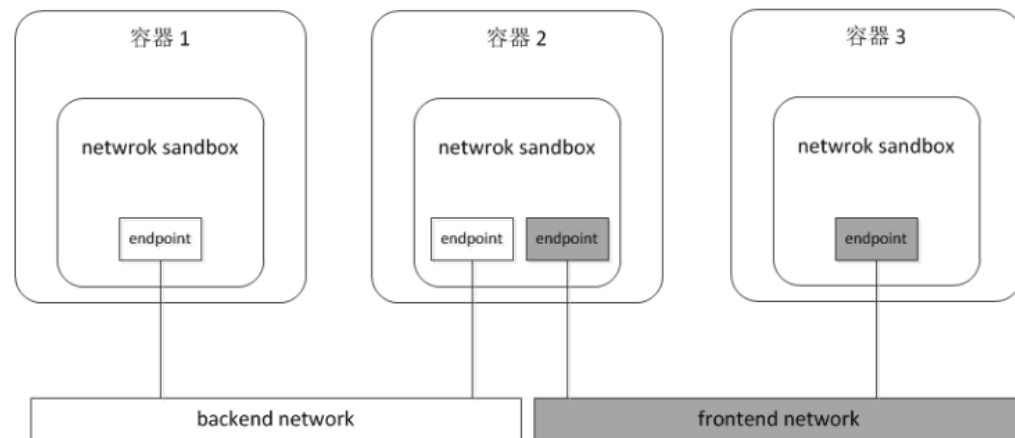 容器 1
容器 2
容器 3
netwrok sandbox
netwrok sandbox
netwrok sandbox
endpoint
endpoint
endpoint
endpoint
backend network
frontend network